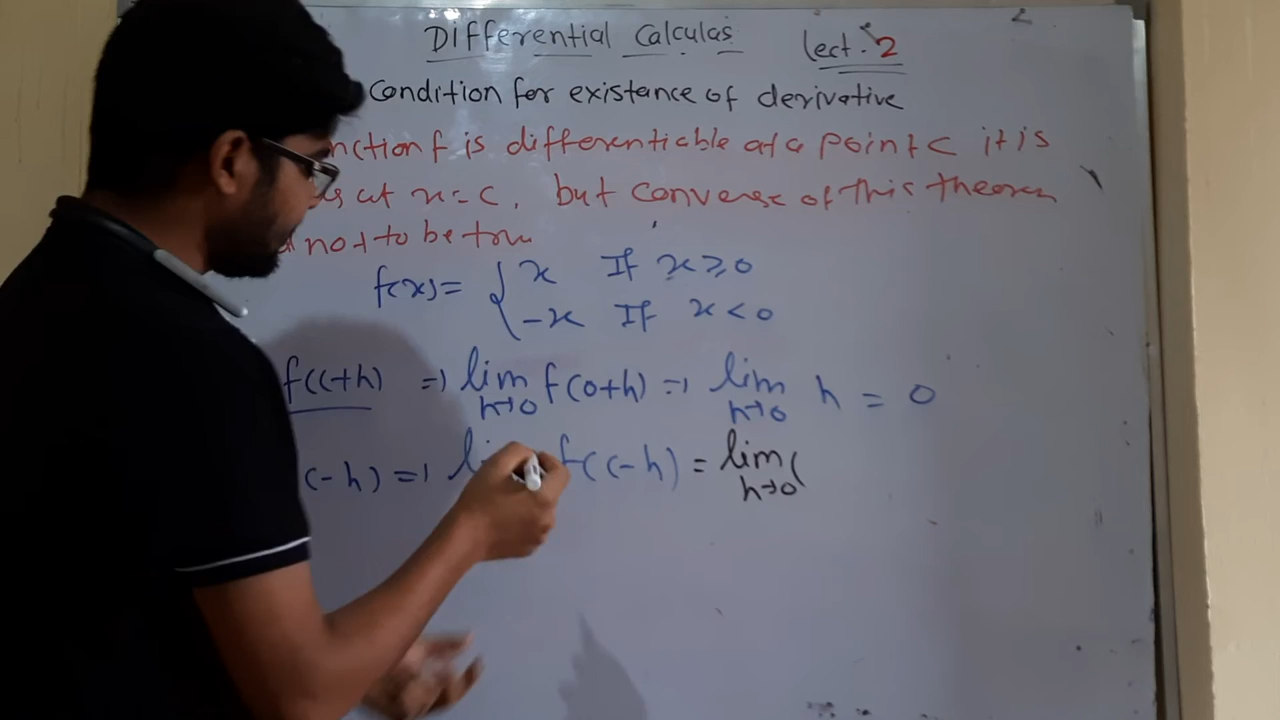 Differential Calculas Lect. 2
Condition for existance of derivative
nction f is differentiable at a point c it is
at x = c, but converse of this theorem
not to be true
f(x) = { x If x ≥ 0
-x If x < 0
f(c+h) ⇒ lim h→0 f(0+h) ⇒ lim h→0 h = 0
(-h) ⇒ f(c-h) = lim h→0 (